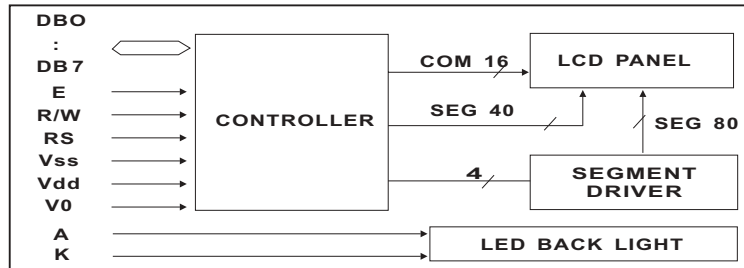 DBO
:
DB7
E
R/W
RS
Vss
Vdd
V0
A
K
CONTROLLER
COM 16
SEG 40
4
LCD PANEL
SEG 80
SEGMENT
DRIVER
LED BACK LIGHT